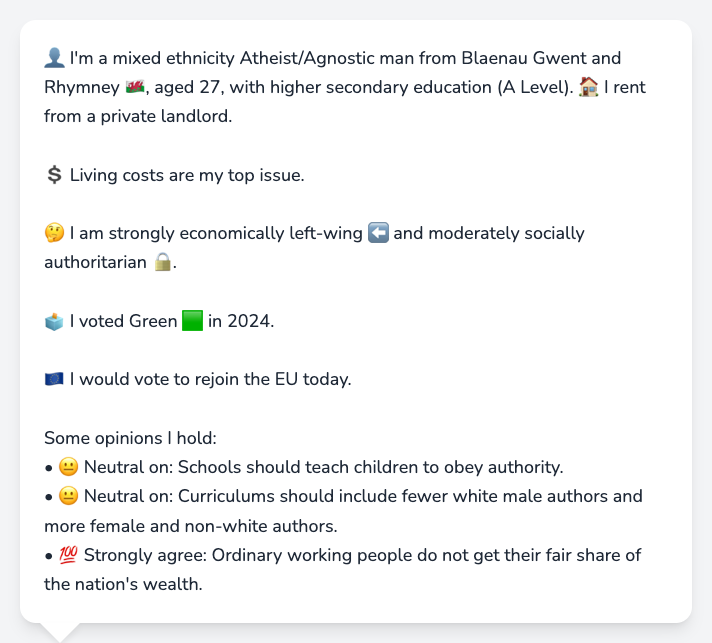 👤 I'm a mixed ethnicity Atheist/Agnostic man from Blaenau Gwent and
Rhymney 🏴󠁧󠁢󠁷󠁬󠁳󠁿, aged 27, with higher secondary education (A Level). 🏠 I rent
from a private landlord.
💲 Living costs are my top issue.
🤔 I am strongly economically left-wing ⬅️ and moderately socially
authoritarian 🔒.
🗳️ I voted Green 🟩 in 2024.
🇪🇺 I would vote to rejoin the EU today.
Some opinions I hold:
• 😐 Neutral on: Schools should teach children to obey authority.
• 😐 Neutral on: Curriculums should include fewer white male authors and
more female and non-white authors.
• 💯 Strongly agree: Ordinary working people do not get their fair share of
the nation's wealth.